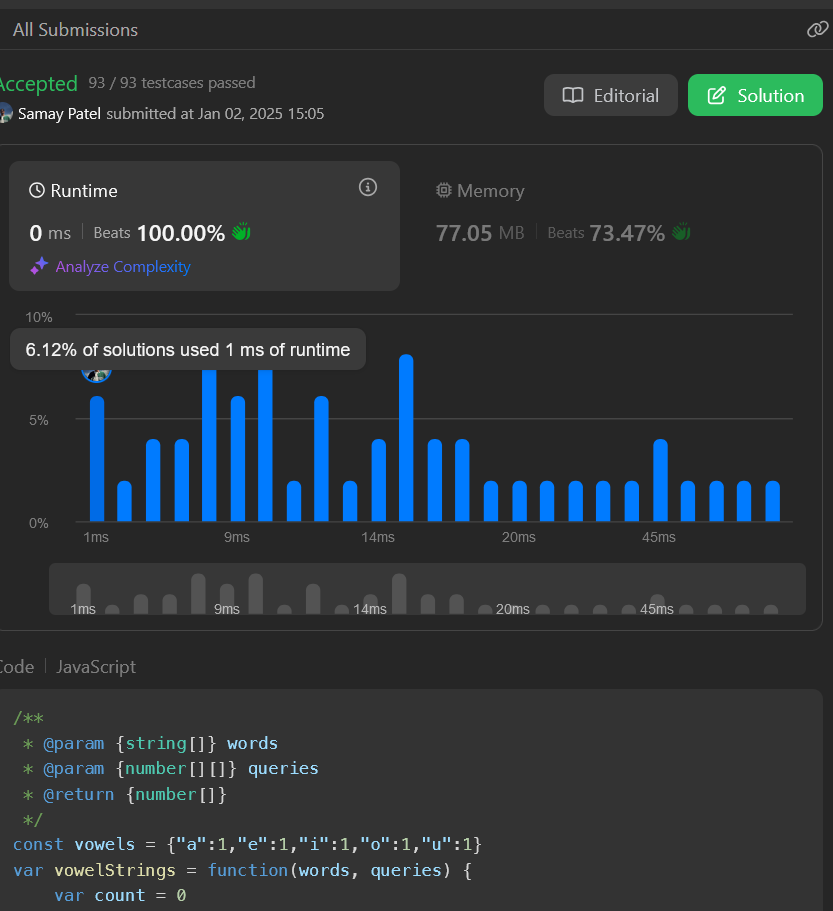 All Submissions
Accepted 93 / 93 testcases passed
Samay Patel submitted at Jan 02, 2025 15:05
Editorial
Solution
Runtime
0 ms Beats 100.00%
Analyze Complexity
Memory
77.05 MB Beats 73.47%
10%
6.12% of solutions used 1 ms of runtime
5%
0%
1ms 9ms 14ms 20ms 45ms
1ms 9ms 14ms 20ms 45ms
Code JavaScript
/**
 * @param {string[]} words
 * @param {number[][]} queries
 * @return {number[]}
 */
const vowels = {"a":1,"e":1,"i":1,"o":1,"u":1}
var vowelStrings = function(words, queries) {
    var count = 0